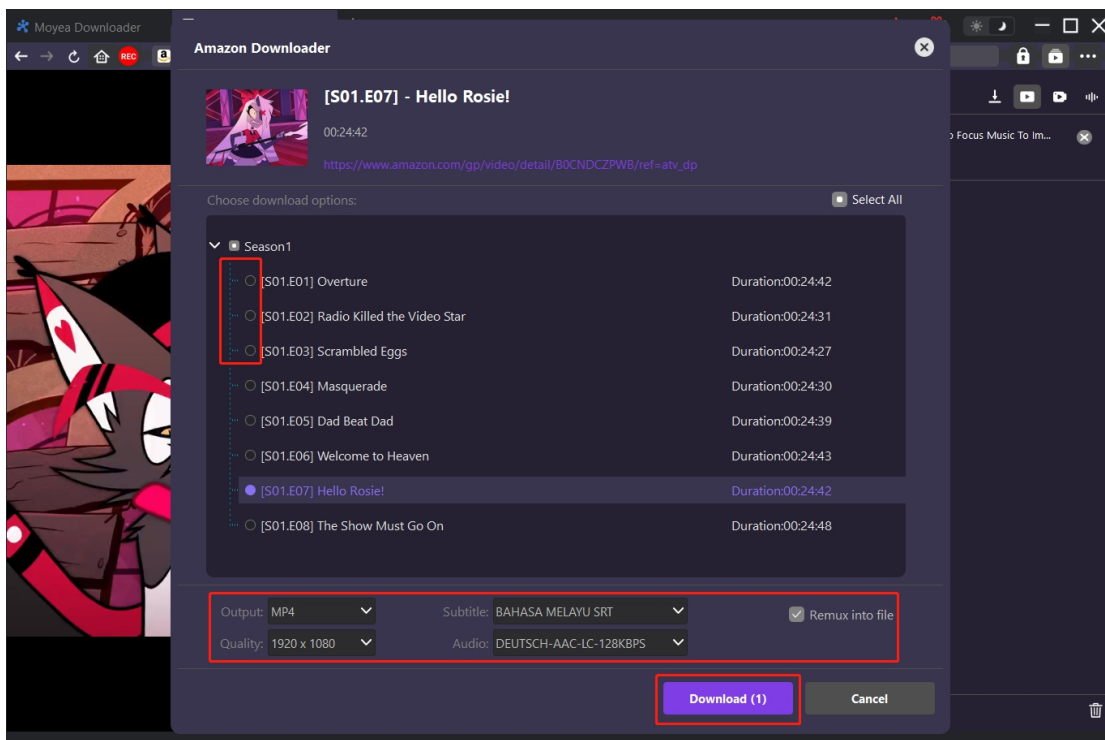 Moyea Downloader
REC
a
Amazon Downloader
[S01.E07] - Hello Rosie!
00:24:42
https://www.amazon.com/gp/video/detail/B0CNDCZPWB/ref=atv_dp
Focus Music To Im...
Choose download options:
Select All
Season1
[S01.E01] Overture Duration:00:24:42
[S01.E02] Radio Killed the Video Star Duration:00:24:31
[S01.E03] Scrambled Eggs Duration:00:24:27
[S01.E04] Masquerade Duration:00:24:30
[S01.E05] Dad Beat Dad Duration:00:24:39
[S01.E06] Welcome to Heaven Duration:00:24:43
[S01.E07] Hello Rosie! Duration:00:24:42
[S01.E08] The Show Must Go On Duration:00:24:48
Output: MP4 Subtitle: BAHASA MELAYU SRT Remux into file
Quality: 1920 x 1080 Audio: DEUTSCH-AAC-LC-128KBPS
Download (1) Cancel